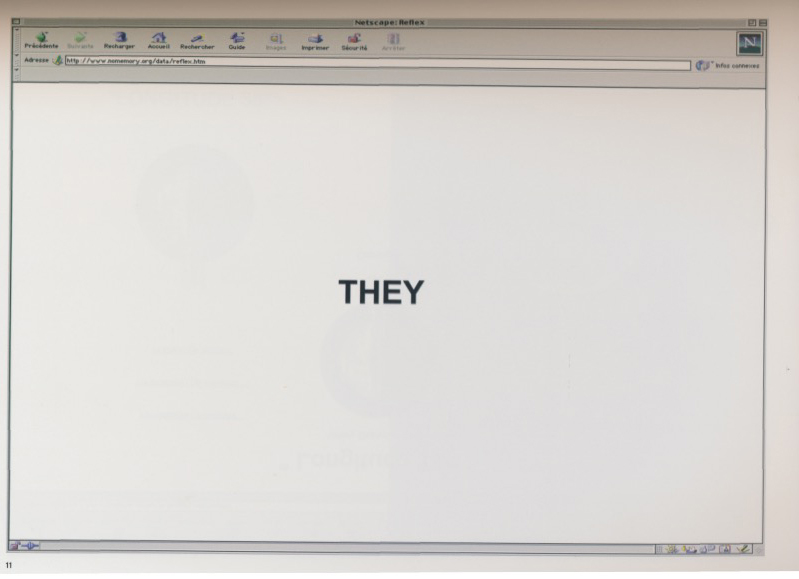 Netscape: Reflex
Précédente Suivante Recharger Accueil Rechercher Guide Images Imprimer Sécurité Arrêter
N
Adresse http://www.nomemory.org/data/reflex.htm Infos connexes
THEY
11